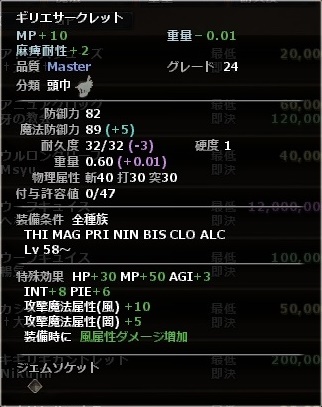 ギリエサークレット
MP＋10 重量－0.01
麻痺耐性＋2
品質 Master グレード 24
分類 頭巾
防御力 82
魔法防御力 89 (+5)
耐久度 32/32 (-3) 硬度 1
重量 0.60 (+0.01)
物理属性 斬40 打30 突30
付与許容値 0/47
装備条件 全種族
THI MAG PRI NIN BIS CLO ALC
Lv 58～
特殊効果 HP+30 MP+50 AGI+3
INT+8 PIE+6
攻撃魔法属性(風) +10
攻撃魔法属性(闇) +5
装備時に 風属性ダメージ増加
ジェムソケット